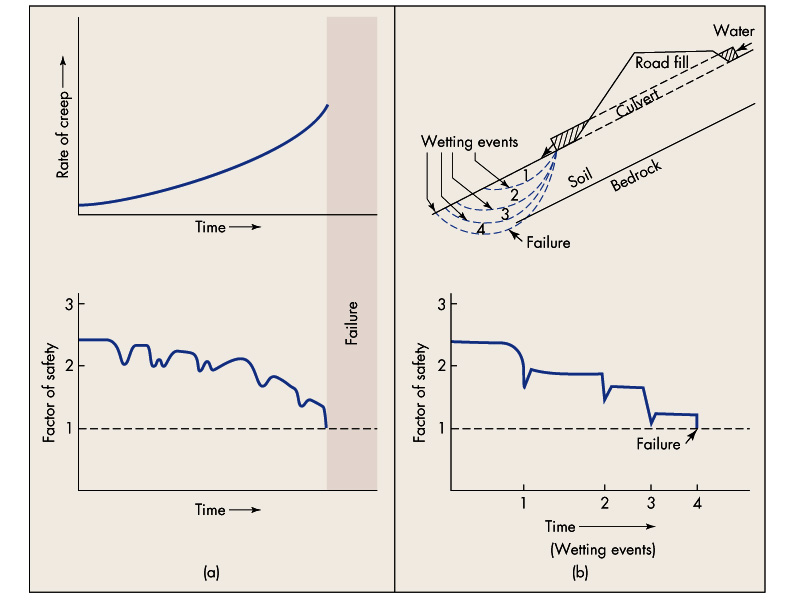 Rate of creep
Time
3
2
1
Factor of safety
Failure
Time
(a)
Water
Road fill
Culvert
Wetting events
1
2
3
4
Soil
Bedrock
Failure
3
2
1
Factor of safety
Failure
1 2 3 4
Time
(Wetting events)
(b)